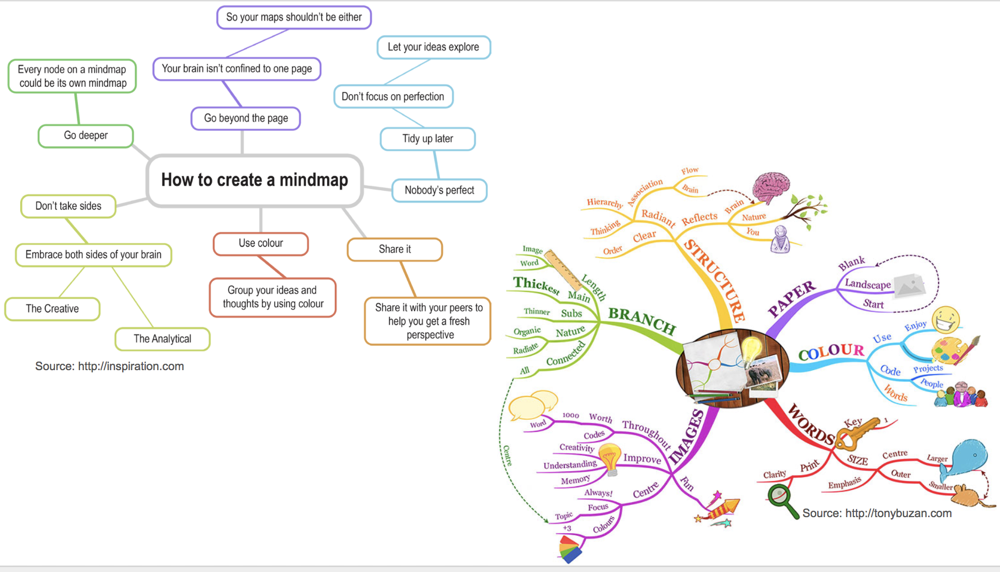 So your maps shouldn't be either
Let your ideas explore
Every node on a mindmap
could be its own mindmap
Your brain isn't confined to one page
Don't focus on perfection
Go beyond the page
Go deeper
Tidy up later
How to create a mindmap
Nobody's perfect
Don't take sides
Use colour
Share it
Embrace both sides of your brain
Group your ideas and
thoughts by using colour
The Creative
Share it with your peers to
help you get a fresh
perspective
The Analytical
Source: http://inspiration.com
STRUCTURE
Radiant
Association
Flow
Brain
Hierarchy
Thinking
Clear
Order
Reflects
Brain
Nature
You
PAPER
Blank
Landscape
Start
COLOUR
Use
Enjoy
Code
Projects
People
Words
WORDS
Key
1
SIZE
Centre
Larger
Outer
Smaller
Emphasis
Print
Clarity
Source: http://tonybuzan.com
IMAGES
Throughout
Worth
1000
Word
Codes
Improve
Creativity
Understanding
Memory
Centre
Always!
Focus
Topic
Colours
+3
Fun
BRANCH
Length
Image
Word
Main
Thickest
Subs
Thinner
Nature
Organic
Radiate
Connected
All
Centre